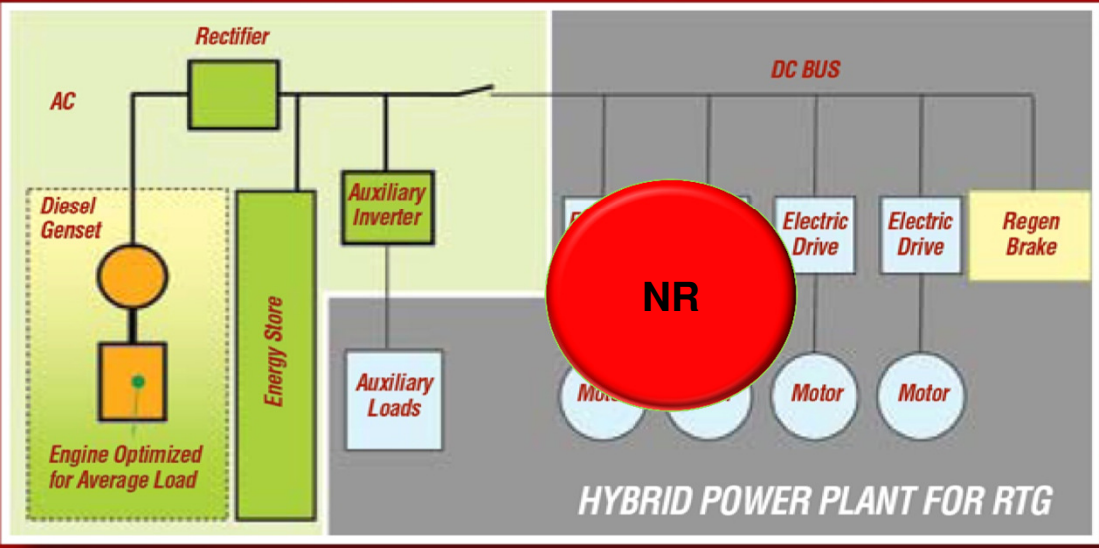 Rectifier
DC BUS
AC
Diesel
Genset
Auxiliary
Inverter
Electric
Drive
Electric
Drive
Regen
Brake
NR
Energy Store
Auxiliary
Loads
Motor
Motor
Engine Optimized
for Average Load
HYBRID POWER PLANT FOR RTG